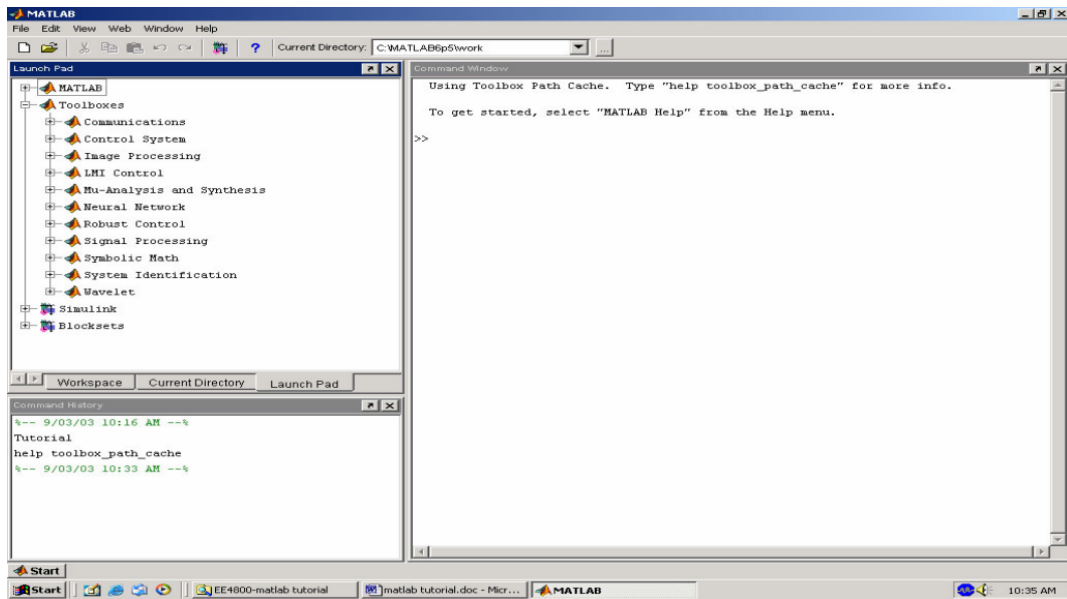 MATLAB
File Edit View Web Window Help
? Current Directory: C:\MATLAB6p5\work ...
Launch Pad
MATLAB
Toolboxes
Communications
Control System
Image Processing
LMI Control
Mu-Analysis and Synthesis
Neural Network
Robust Control
Signal Processing
Symbolic Math
System Identification
Wavelet
Simulink
Blocksets
Workspace Current Directory Launch Pad
Command History
%-- 9/03/03 10:16 AM --%
Tutorial
help toolbox_path_cache
%-- 9/03/03 10:33 AM --%
Command Window
Using Toolbox Path Cache. Type "help toolbox_path_cache" for more info.
To get started, select "MATLAB Help" from the Help menu.
>>
Start
Start EE4800-matlab tutorial matlab tutorial.doc - Micr... MATLAB 10:35 AM